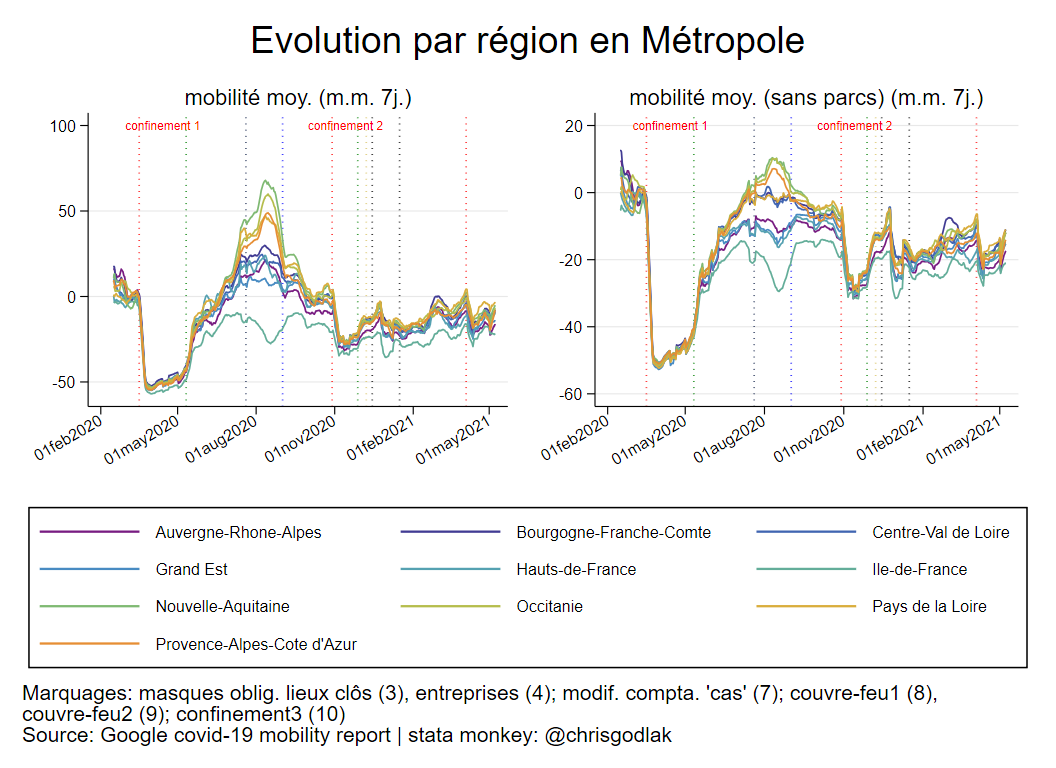 Evolution par région en Métropole
mobilité moy. (m.m. 7j.)
confinement 1
confinement 2
100
50
0
-50
01feb2020
01may2020
01aug2020
01nov2020
01feb2021
01may2021
mobilité moy. (sans parcs) (m.m. 7j.)
confinement 1
confinement 2
20
0
-20
-40
-60
01feb2020
01may2020
01aug2020
01nov2020
01feb2021
01may2021
Auvergne-Rhone-Alpes
Bourgogne-Franche-Comte
Centre-Val de Loire
Grand Est
Hauts-de-France
Ile-de-France
Nouvelle-Aquitaine
Occitanie
Pays de la Loire
Provence-Alpes-Cote d'Azur
Marquages: masques oblig. lieux clôs (3), entreprises (4); modif. compta. 'cas' (7); couvre-feu1 (8),
couvre-feu2 (9); confinement3 (10)
Source: Google covid-19 mobility report | stata monkey: @chrisgodlak